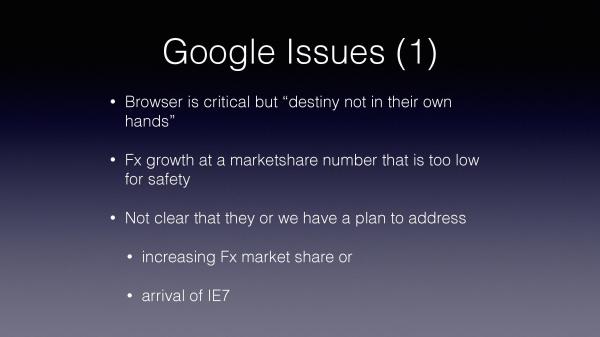 Google Issues (1)
• Browser is critical but “destiny not in their own
hands”
• Fx growth at a marketshare number that is too low
for safety
• Not clear that they or we have a plan to address
• increasing Fx market share or
• arrival of IE7